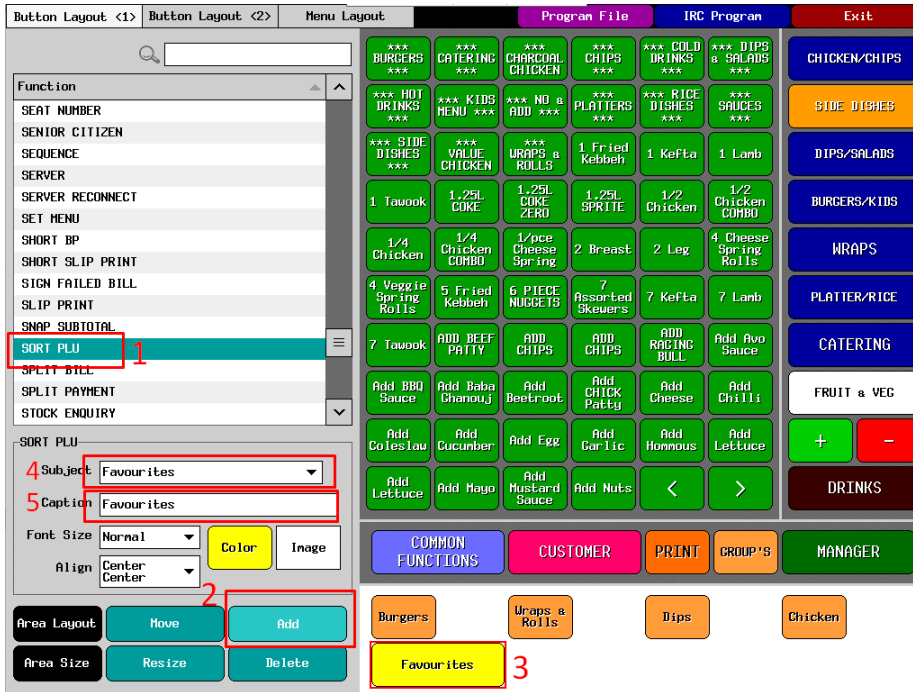 Button Layout <1>
Button Layout <2>
Menu Layout
Program File
IRC Program
Exit
Function
SEAT NUMBER
SENIOR CITIZEN
SEQUENCE
SERVER
SERVER RECONNECT
SET MENU
SHORT BP
SHORT SLIP PRINT
SIGN FAILED BILL
SLIP PRINT
SNAP SUBTOTAL
SORT PLU
1
SPLIT BILL
SPLIT PAYMENT
STOCK ENQUIRY
SORT PLU
4
Subject
Favourites
5
Caption
Favourites
Font Size
Normal
Align
Center
Center
Color
Image
2
Area Layout
Move
Add
Area Size
Resize
Delete
***
BURGERS
***
***
CATERING
***
***
CHARCOAL
CHICKEN
***
CHIPS
***
*** COLD
DRINKS
***
*** DIPS
& SALADS
***
*** HOT
DRINKS
***
*** KIDS
MENU ***
*** NO &
ADD ***
***
PLATTERS
***
*** RICE
DISHES
***
***
SAUCES
***
*** SIDE
DISHES
***
***
VALUE
CHICKEN
***
WRAPS &
ROLLS
1 Fried
Kebbeh
1 Kefta
1 Lamb
1 Tawook
1.25L
COKE
1.25L
COKE
ZERO
1.25L
SPRITE
1/2
Chicken
1/2
Chicken
COMBO
1/4
Chicken
1/4
Chicken
COMBO
1/pce
Cheese
Spring
2 Breast
2 Leg
4 Cheese
Spring
Rolls
4 Veggie
Spring
Rolls
5 Fried
Kebbeh
6 PIECE
NUGGETS
7
Assorted
Skewers
7 Kefta
7 Lamb
7 Tawook
ADD BEEF
PATTY
ADD
CHIPS
ADD
CHIPS
ADD
RAGING
BULL
Add Avo
Sauce
Add BBQ
Sauce
Add Baba
Ghanouj
Add
Beetroot
Add
CHICK
Patty
Add
Cheese
Add
Chilli
Add
Coleslaw
Add
Cucumber
Add Egg
Add
Garlic
Add
Hommous
Add
Lettuce
Add
Lettuce
Add Mayo
Add
Mustard
Sauce
Add Nuts
<
>
CHICKEN/CHIPS
SIDE DISHES
DIPS/SALADS
BURGERS/KIDS
WRAPS
PLATTER/RICE
CATERING
FRUIT & VEG
+
-
DRINKS
COMMON
FUNCTIONS
CUSTOMER
PRINT
GROUP'S
MANAGER
Burgers
Wraps &
Rolls
Dips
Chicken
Favourites
3